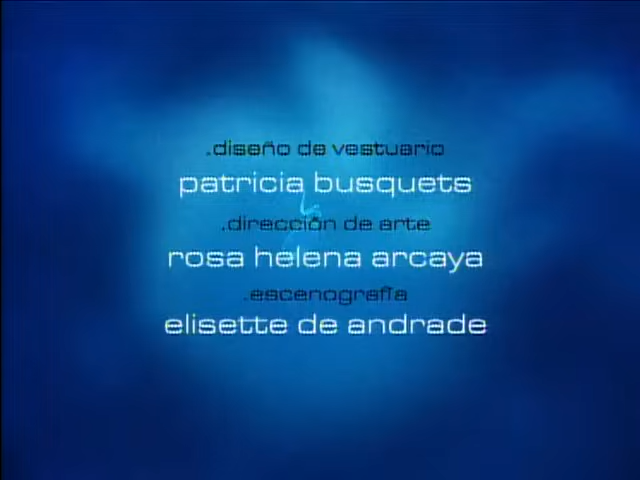 .diseño de vestuario
patricia busquets
.dirección de arte
rosa helena arcaya
.escenografía
elisette de andrade